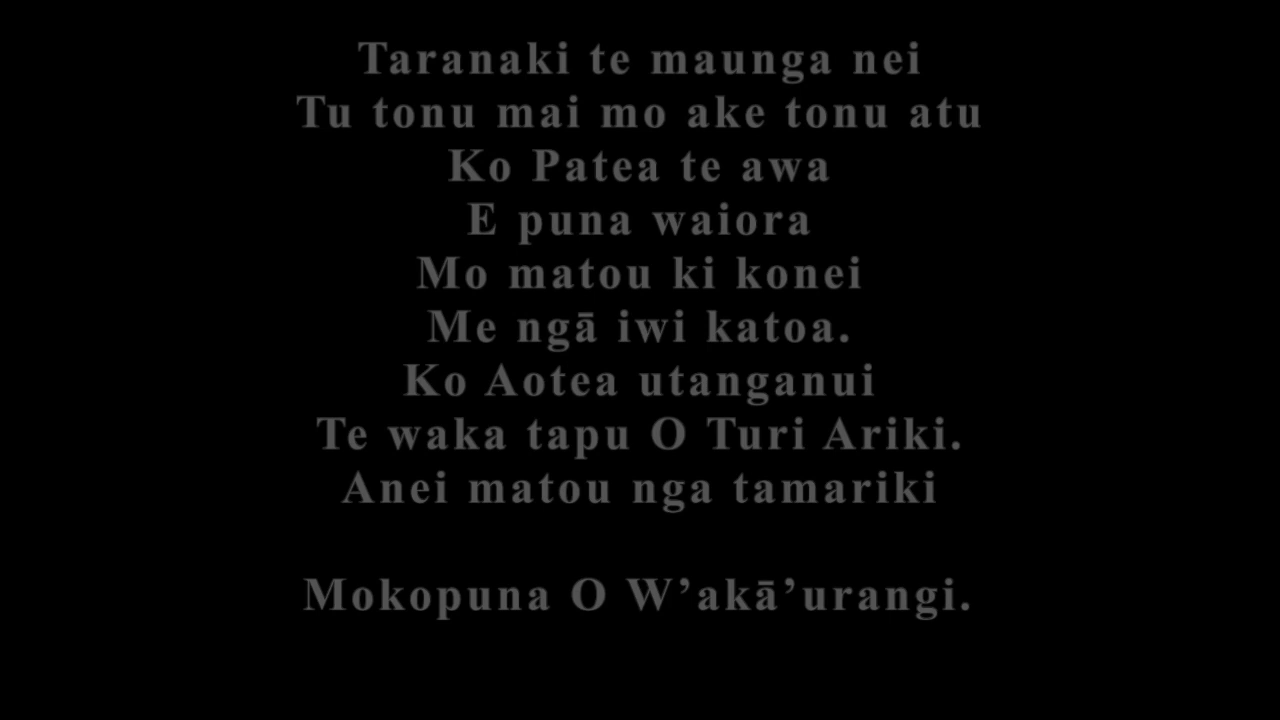 Taranaki te maunga nei
Tu tonu mai mo ake tonu atu
Ko Patea te awa
E puna waiora
Mo matou ki konei
Me ngā iwi katoa.
Ko Aotea utanganui
Te waka tapu O Turi Ariki.
Anei matou nga tamariki
Mokopuna O W’akā’urangi.